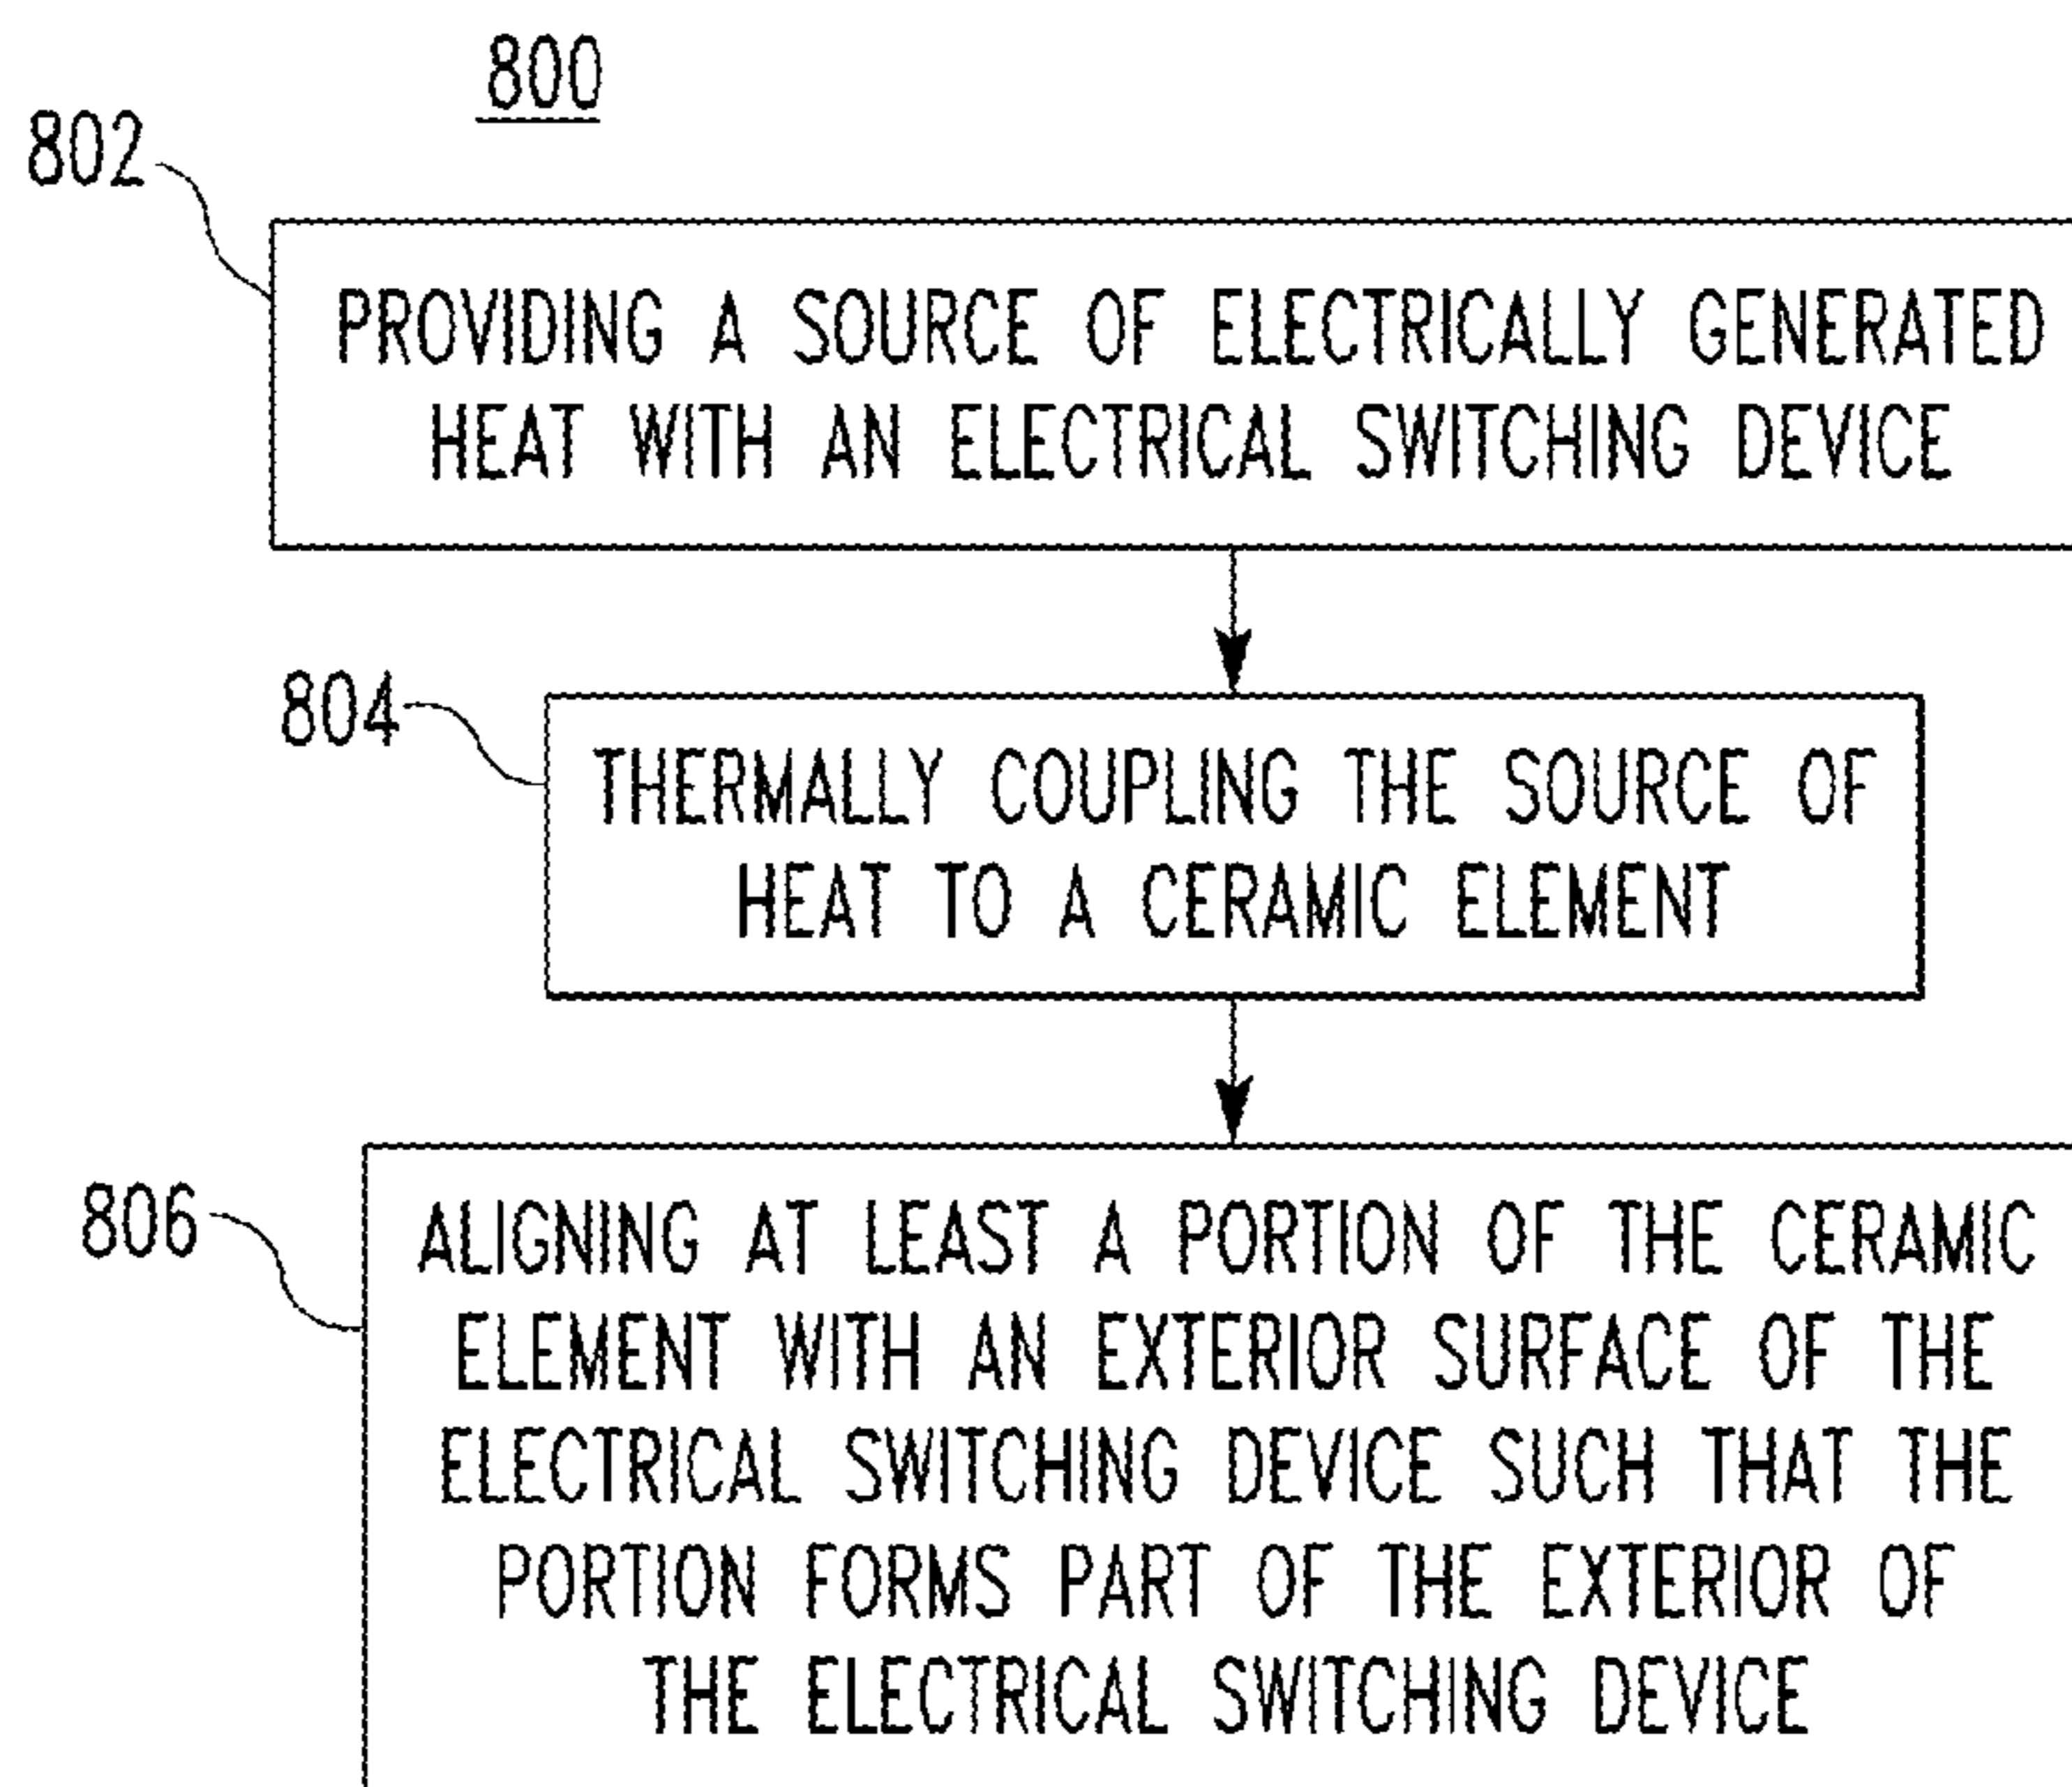 800
802
PROVIDING A SOURCE OF ELECTRICALLY GENERATED
HEAT WITH AN ELECTRICAL SWITCHING DEVICE
804
THERMALLY COUPLING THE SOURCE OF
HEAT TO A CERAMIC ELEMENT
806
ALIGNING AT LEAST A PORTION OF THE CERAMIC
ELEMENT WITH AN EXTERIOR SURFACE OF THE
ELECTRICAL SWITCHING DEVICE SUCH THAT THE
PORTION FORMS PART OF THE EXTERIOR OF
THE ELECTRICAL SWITCHING DEVICE